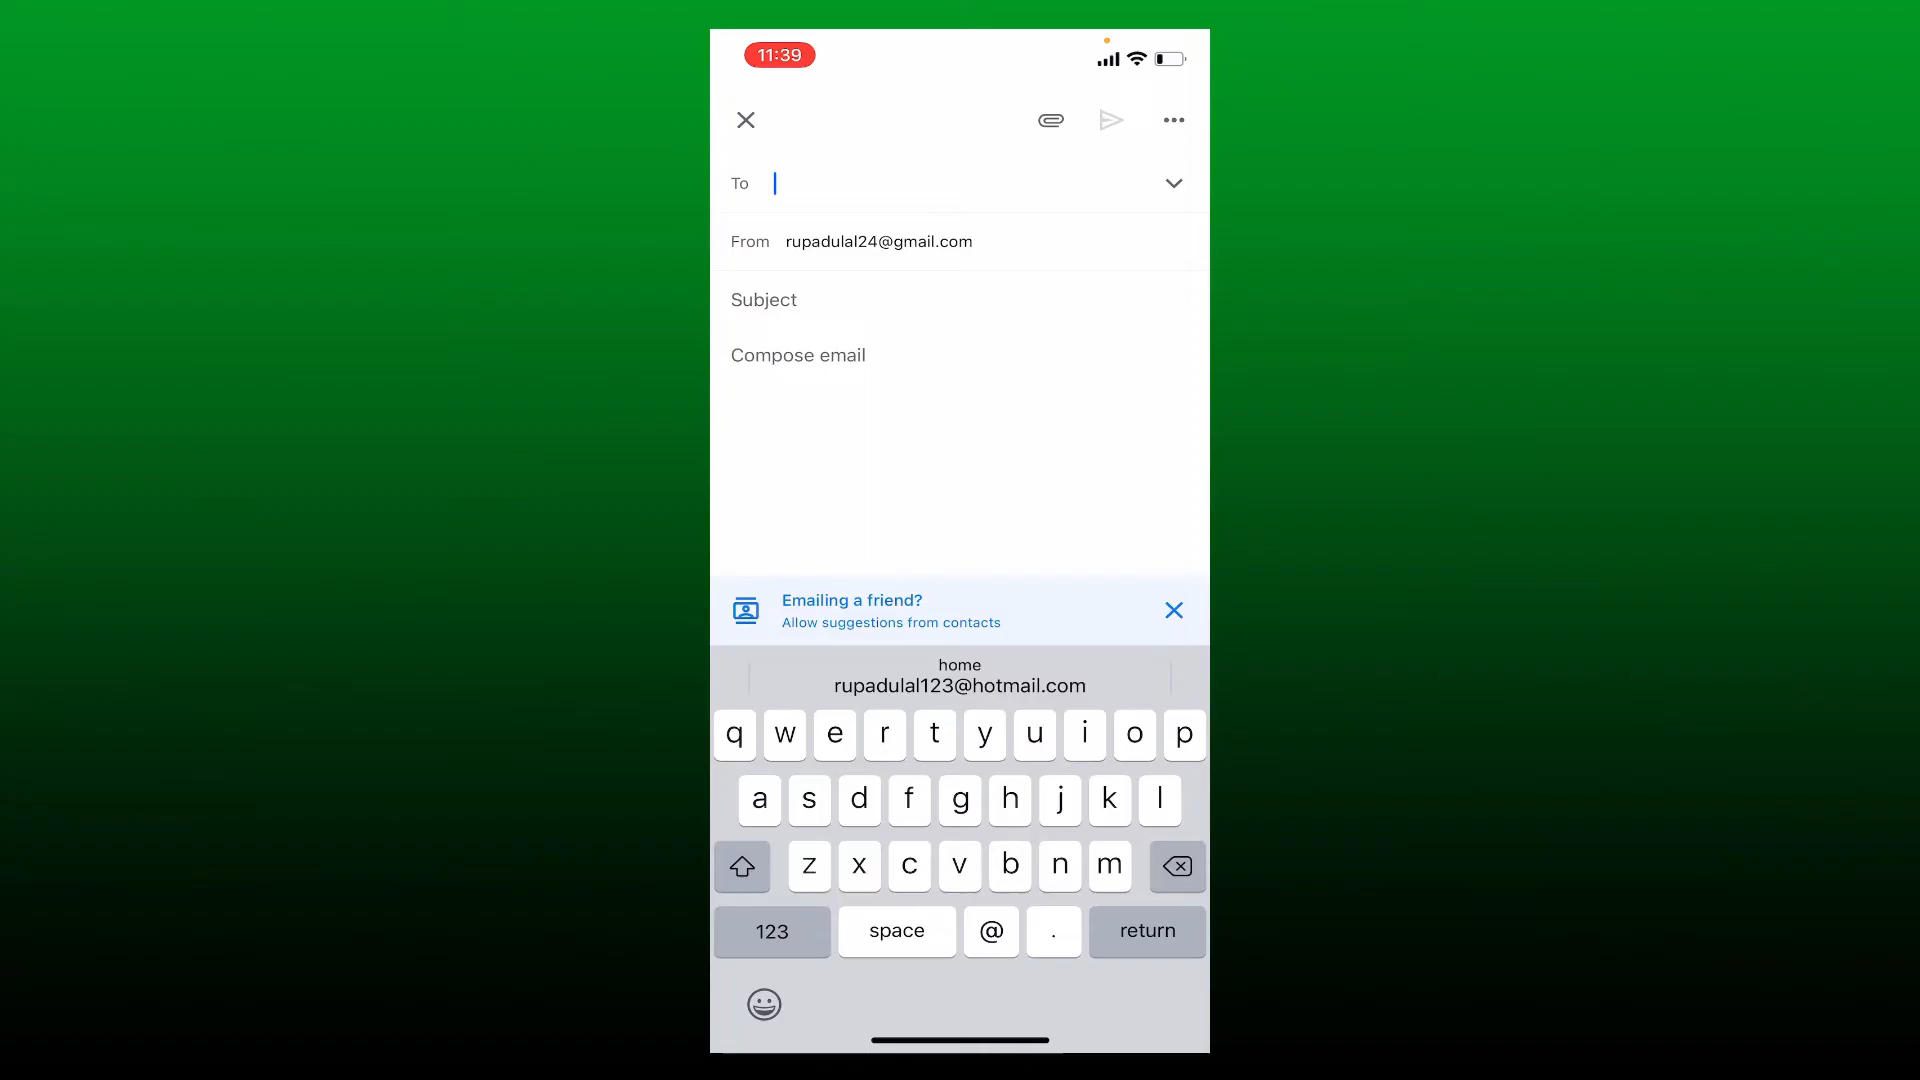 11:39
To
From rupadulal24@gmail.com
Subject
Compose email
Emailing a friend?
Allow suggestions from contacts
home
rupadulal123@hotmail.com
q w e r t y u i o p
a s d f g h j k l
z x c v b n m
123 space @ . return